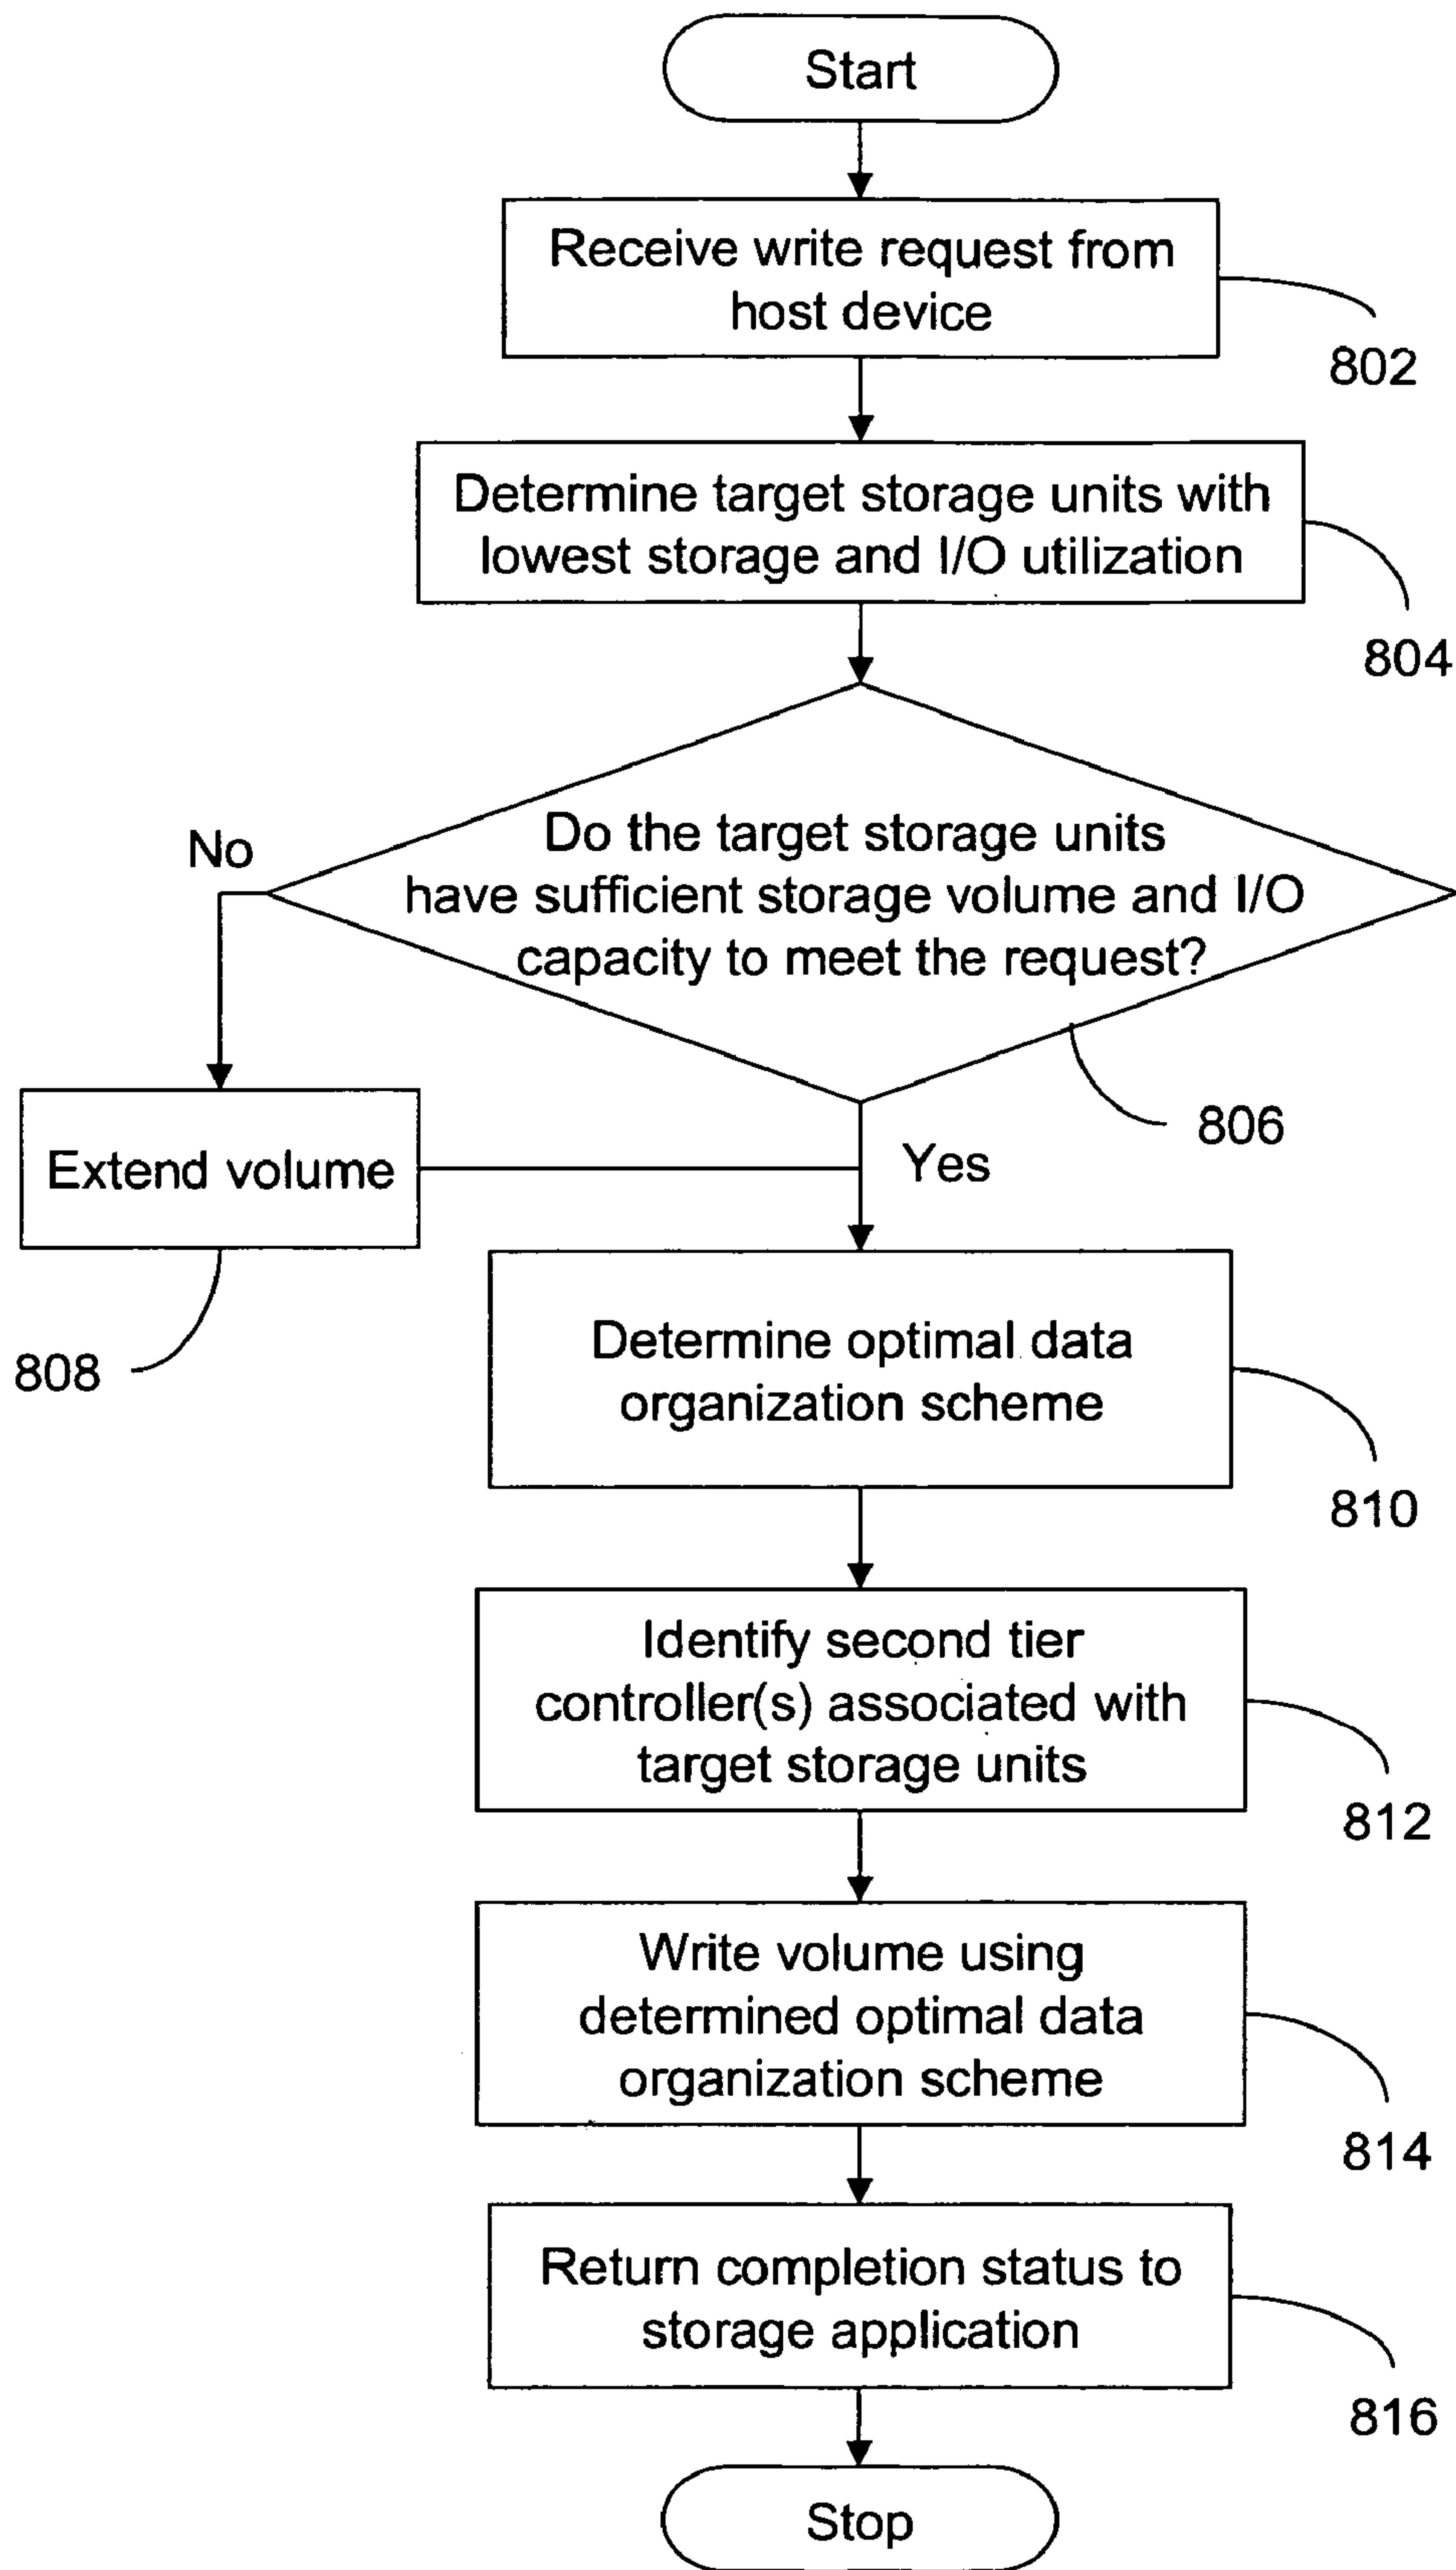 Start
Receive write request from
host device
802
Determine target storage units with
lowest storage and I/O utilization
804
Do the target storage units
have sufficient storage volume and I/O
capacity to meet the request?
No
806
Yes
Extend volume
808
Determine optimal data
organization scheme
810
Identify second tier
controller(s) associated with
target storage units
812
Write volume using
determined optimal data
organization scheme
814
Return completion status to
storage application
816
Stop